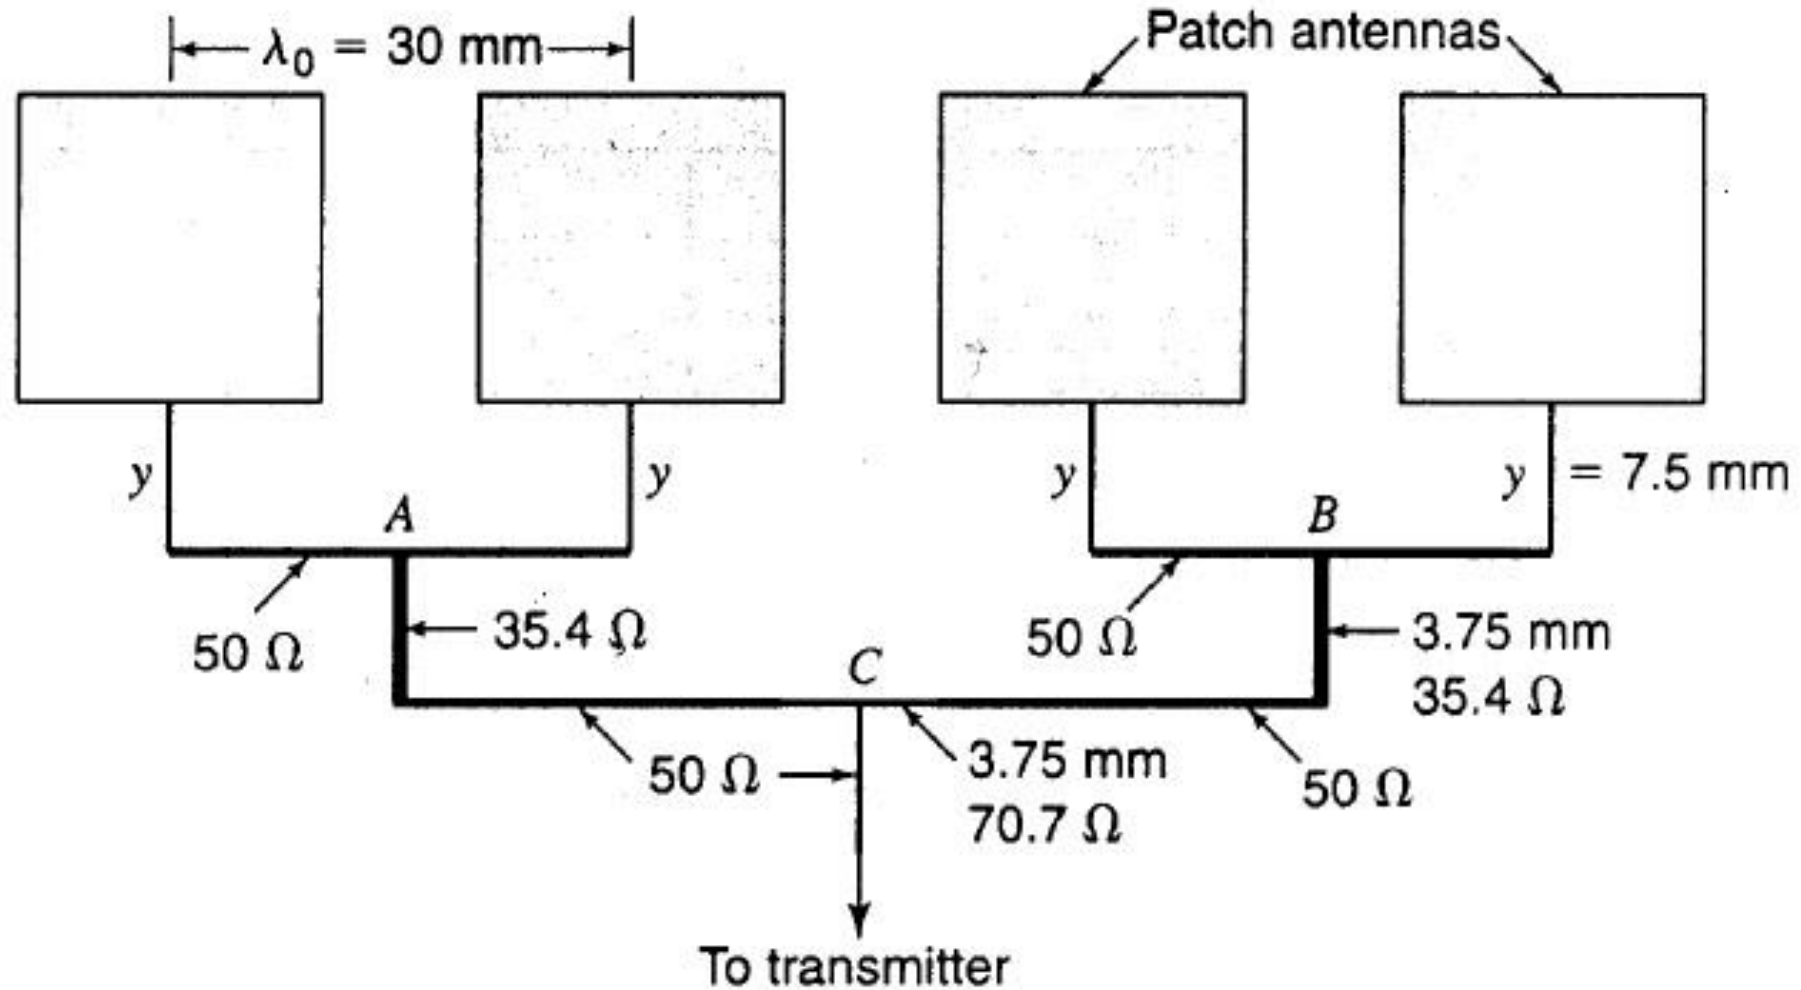 λ₀ = 30 mm
Patch antennas
y
y
y
y = 7.5 mm
A
B
50 Ω
35.4 Ω
50 Ω
3.75 mm
35.4 Ω
C
50 Ω
3.75 mm
70.7 Ω
50 Ω
To transmitter